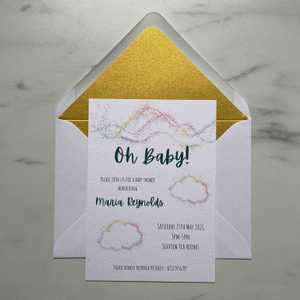 Oh Baby!
Please join us for a baby shower
honouring
Maria Reynolds
Saturday 25th May 2025
3pm-5pm
Tea Rooms